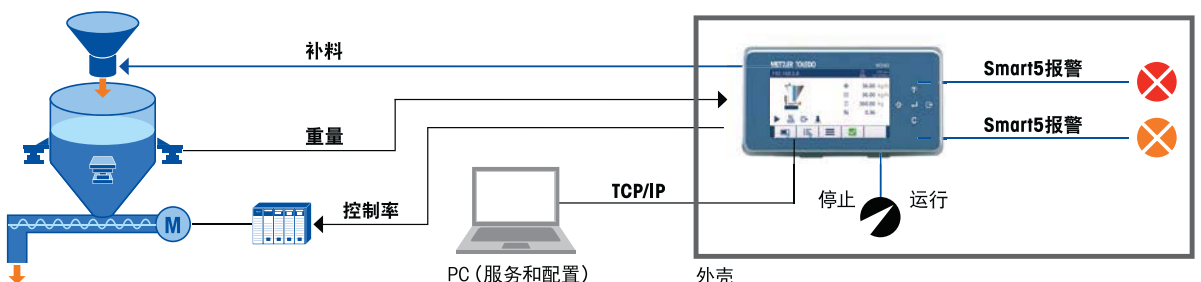 补料
重量
控制率
M
TCP/IP
PC（服务和配置）
METTLER TOLEDO
Smart5报警
Smart5报警
停止
运行
T
C
外壳